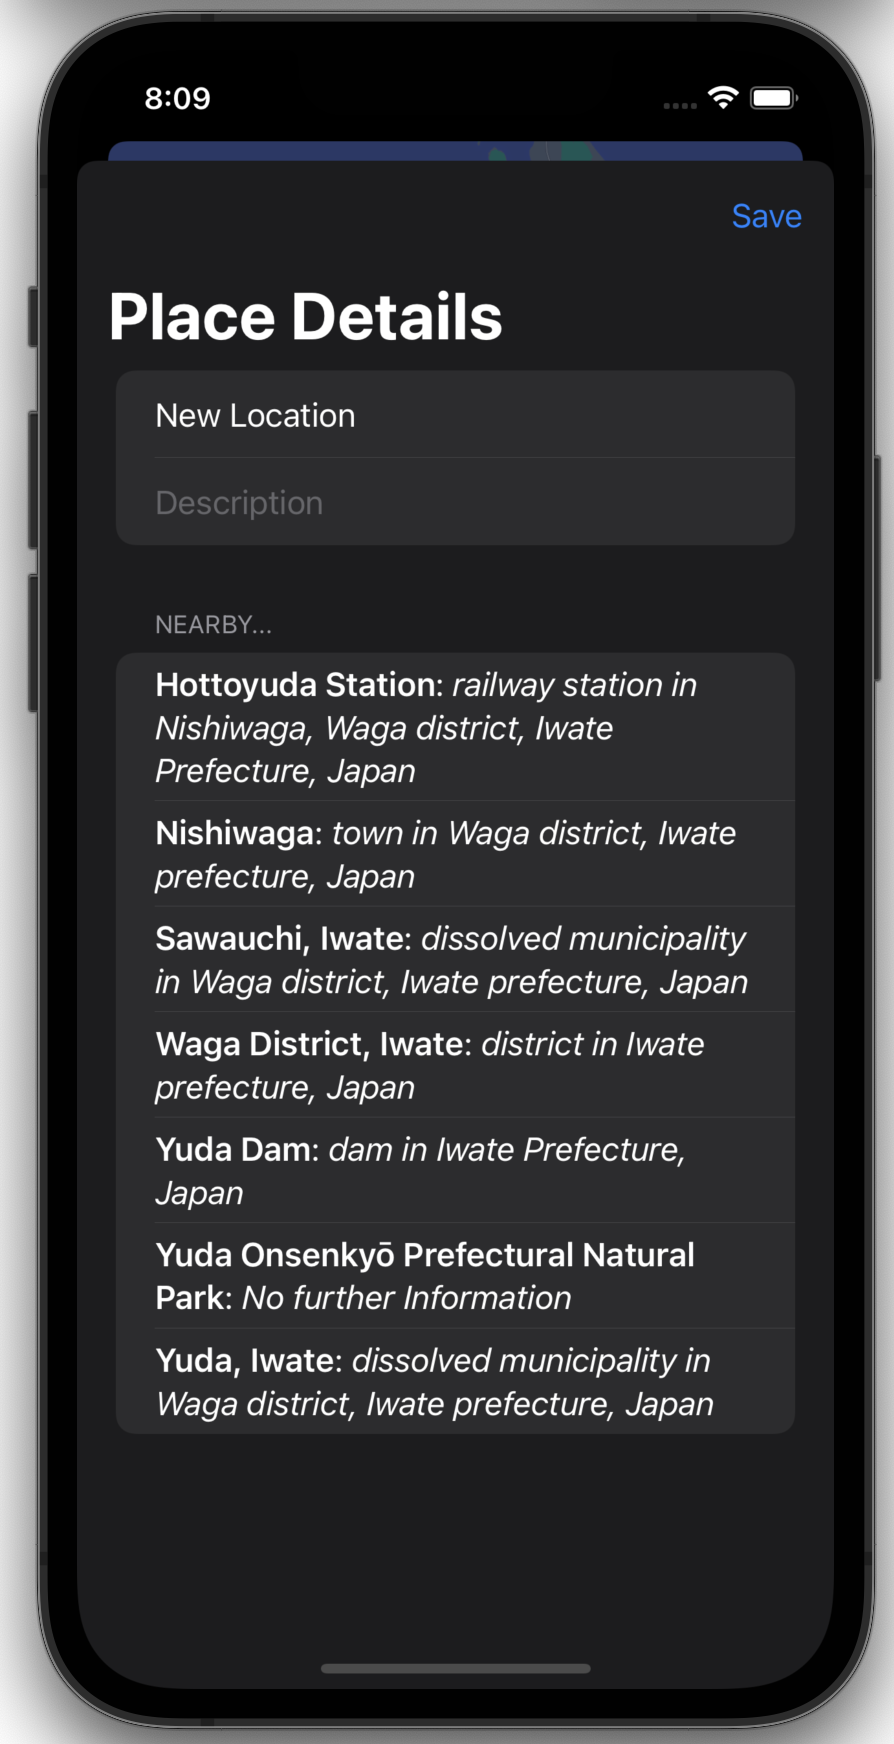 8:09
Save
Place Details
New Location
Description
NEARBY...
Hottoyuda Station: railway station in
Nishiwaga, Waga district, Iwate
Prefecture, Japan
Nishiwaga: town in Waga district, Iwate
prefecture, Japan
Sawauchi, Iwate: dissolved municipality
in Waga district, Iwate prefecture, Japan
Waga District, Iwate: district in Iwate
prefecture, Japan
Yuda Dam: dam in Iwate Prefecture,
Japan
Yuda Onsenkyō Prefectural Natural
Park: No further Information
Yuda, Iwate: dissolved municipality in
Waga district, Iwate prefecture, Japan